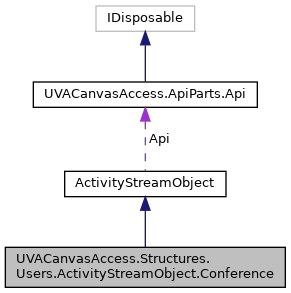 IDisposable
UVACanvasAccess.ApiParts.Api
Api
ActivityStreamObject
UVACanvasAccess.Structures.
Users.ActivityStreamObject.Conference